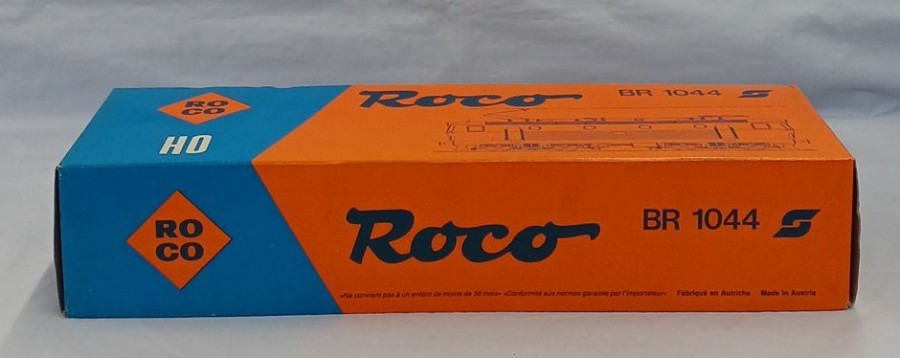 RO
CO
HO
Roco
BR 1044
RO
CO
Roco
BR 1044
«Ne convient pas à un enfant de moins de 36 mois» «Conformité aux normes garantie par l'importateur» Fabriqué en Autriche Made in Austria